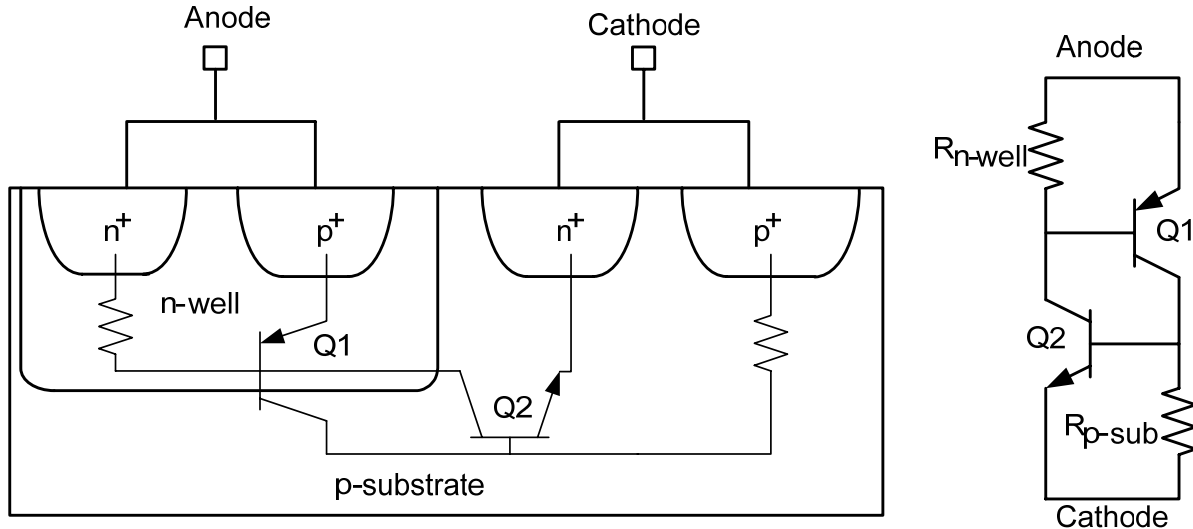 Anode
Cathode
n+
p+
n+
p+
n-well
Q1
Q2
p-substrate
Anode
Rn-well
Q1
Q2
Rp-sub
Cathode